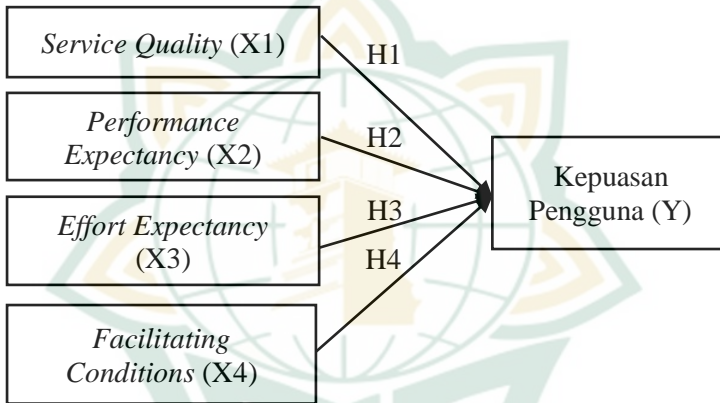 Service Quality (X1)
H1
Performance
Expectancy (X2)
H2
Kepuasan
Pengguna (Y)
Effort Expectancy
(X3)
H3
H4
Facilitating
Conditions (X4)